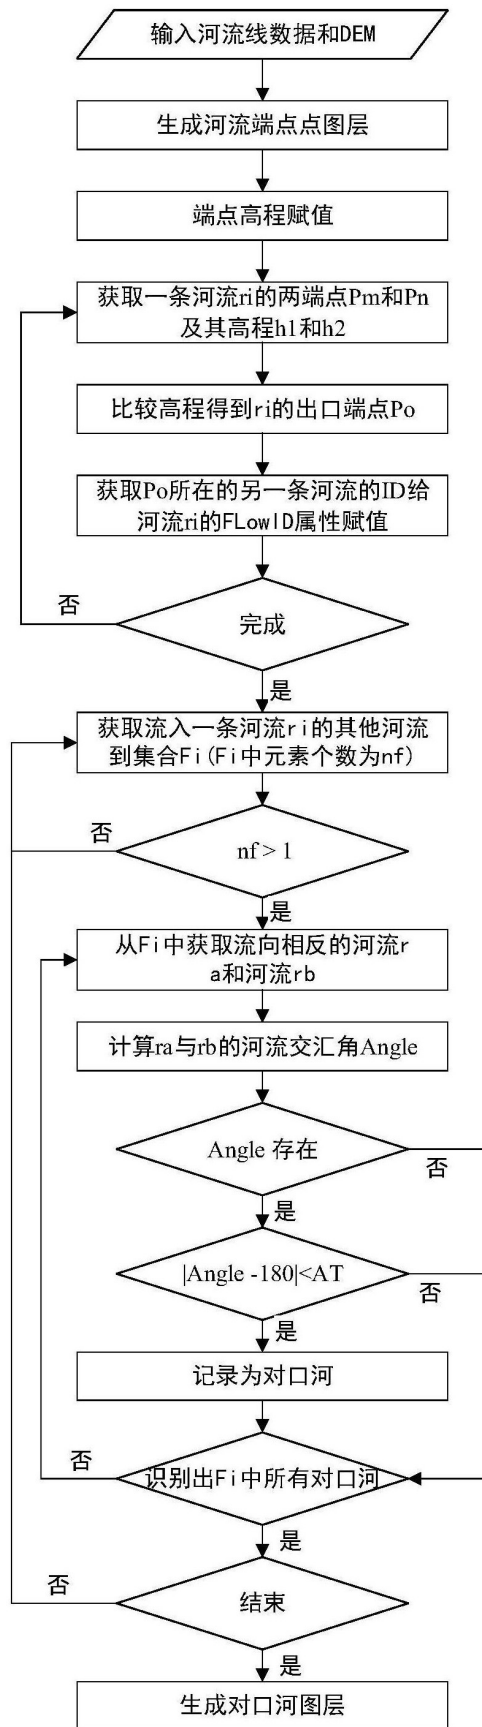 输入河流线数据和DEM
生成河流端点点图层
端点高程赋值
获取一条河流ri的两端点Pm和Pn
及其高程h1和h2
比较高程得到ri的出口端点Po
获取Po所在的另一条河流的ID给
河流ri的FLowID属性赋值
否
完成
是
获取流入一条河流ri的其他河流
到集合Fi(Fi中元素个数为nf)
否
nf > 1
是
从Fi中获取流向相反的河流r
a和河流rb
计算ra与rb的河流交汇角Angle
Angle 存在
否
是
|Angle -180|<AT
否
是
记录为对口河
否
识别出Fi中所有对口河
是
否
结束
是
生成对口河图层